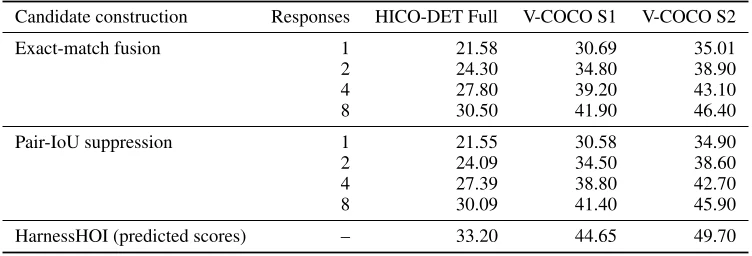 Candidate construction Responses HICO-DET Full V-COCO S1 V-COCO S2
Exact-match fusion 1 21.58 30.69 35.01
2 24.30 34.80 38.90
4 27.80 39.20 43.10
8 30.50 41.90 46.40
Pair-IoU suppression 1 21.55 30.58 34.90
2 24.09 34.50 38.60
4 27.39 38.80 42.70
8 30.09 41.40 45.90
HarnessHOI (predicted scores) – 33.20 44.65 49.70